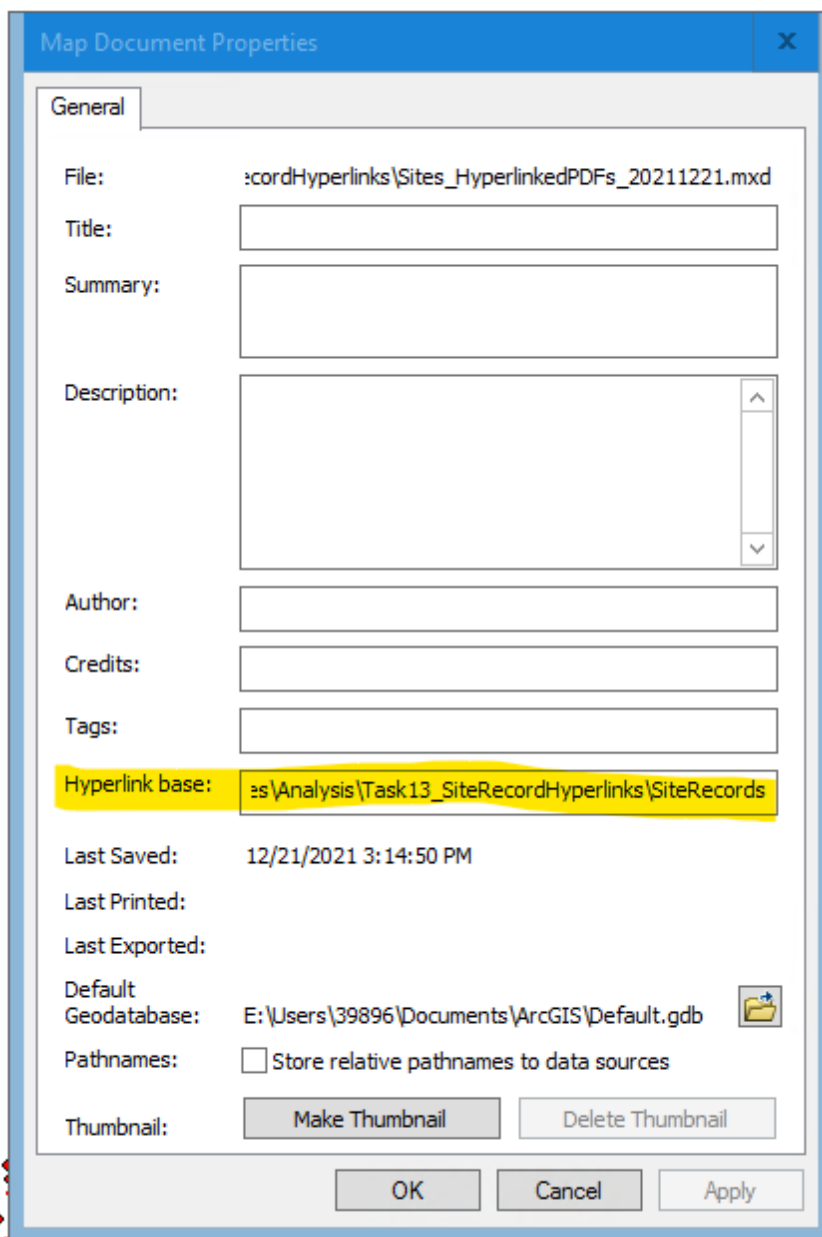 Map Document Properties
General
File: :cordHyperlinks\Sites_HyperlinkedPDFs_20211221.mxd
Title:
Summary:
Description:
Author:
Credits:
Tags:
Hyperlink base: es\Analysis\Task13_SiteRecordHyperlinks\SiteRecords
Last Saved: 12/21/2021 3:14:50 PM
Last Printed:
Last Exported:
Default
Geodatabase: E:\Users\39896\Documents\ArcGIS\Default.gdb
Pathnames: Store relative pathnames to data sources
Thumbnail: Make Thumbnail Delete Thumbnail
OK Cancel Apply